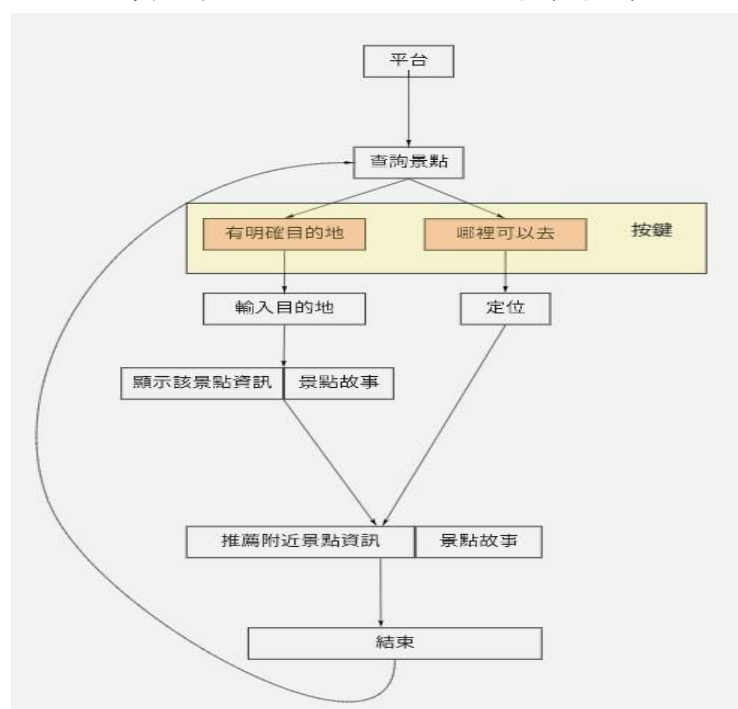 平台
查詢景點
有明確目的地
哪裡可以去
按鍵
輸入目的地
定位
顯示該景點資訊
景點故事
推薦附近景點資訊
景點故事
結束